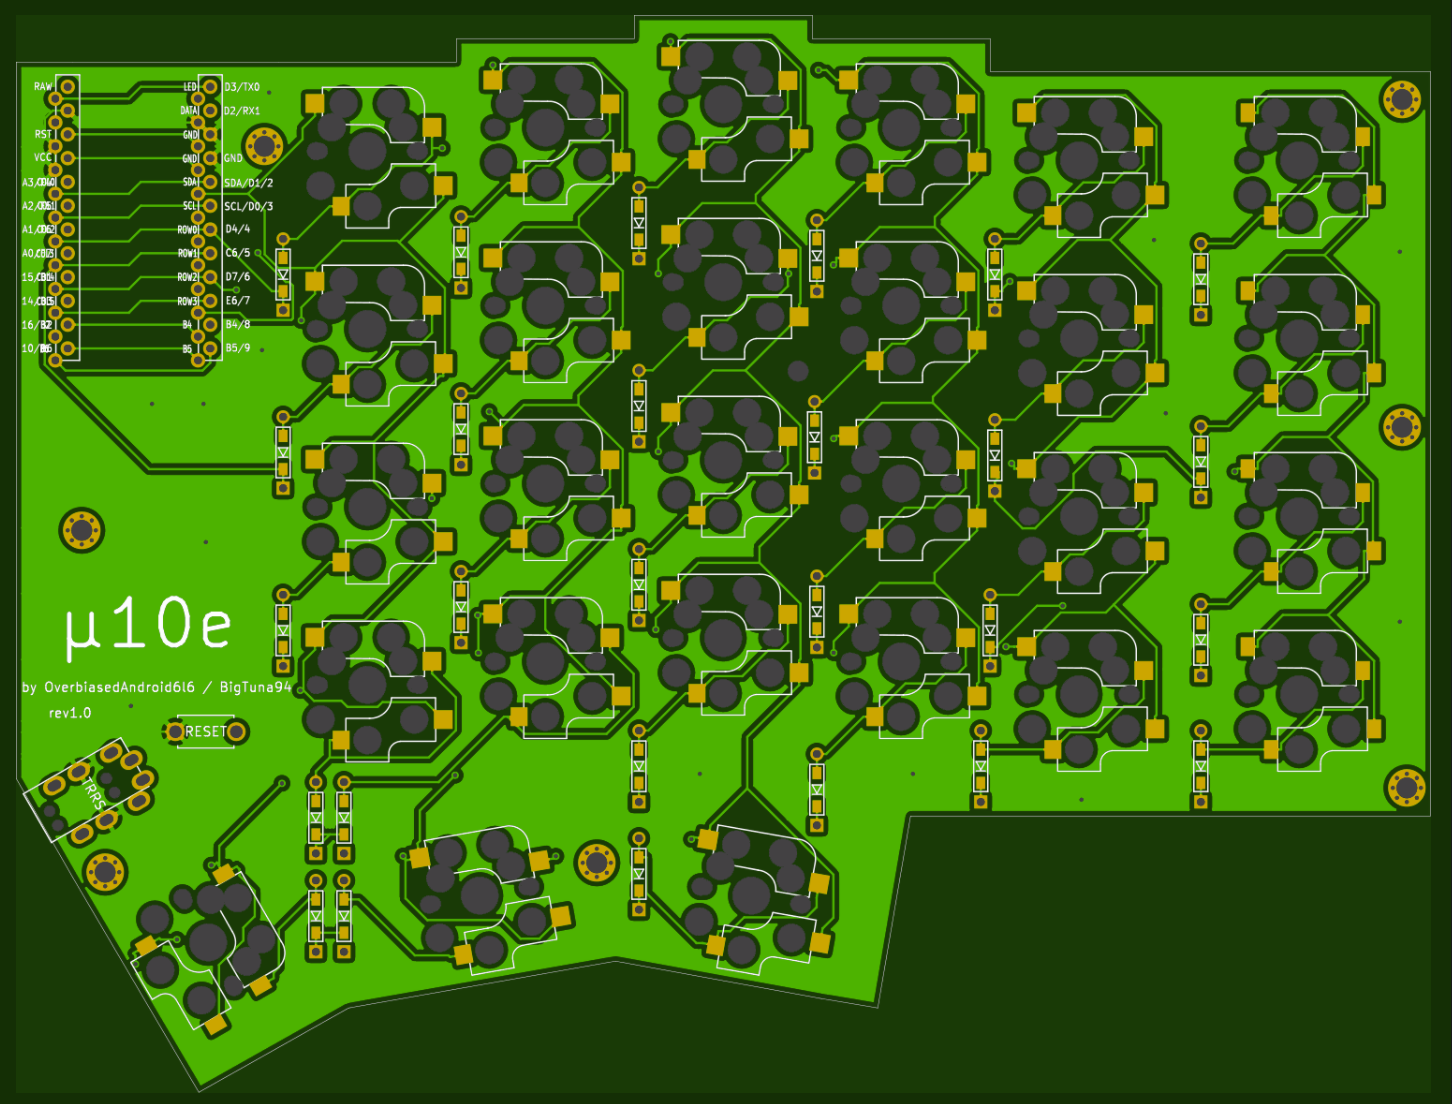 RAW LED D3/TX0
DATA D2/RX1
RST GND
VCC GND GND
SDA SDA/D1/2
SCL SCL/D0/3
ROW0 D4/4
ROW1 C6/5
ROW2 D7/6
ROW3 E6/7
B4 B4/8
B5 B5/9
µ10e
by OverbiasedAndroid6l6 / BigTuna94
rev1.0
RESET
TRRS